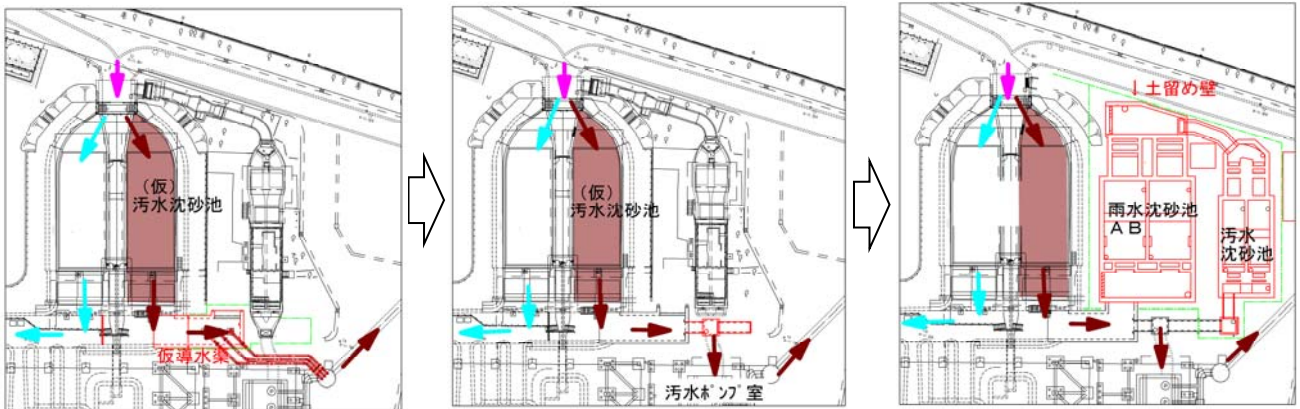 （仮）
汚水沈砂池
仮導水渠
（仮）
汚水沈砂池
汚水ﾎﾟﾝﾌﾟ室
↓土留め壁
雨水沈砂池
ＡＢ
汚水
沈砂池